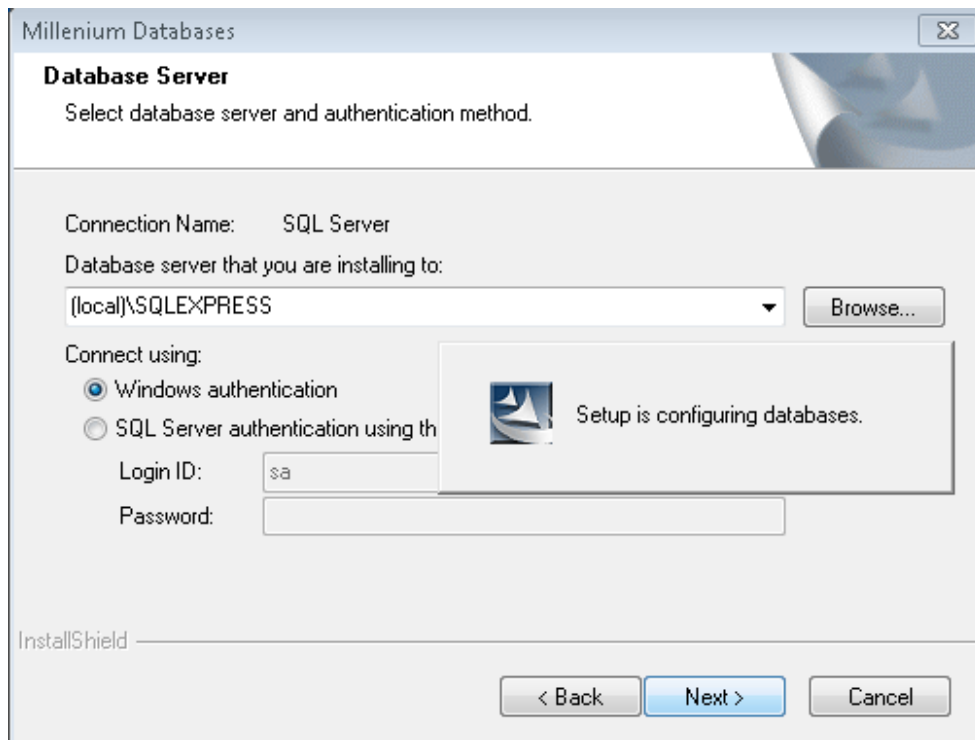 Millenium Databases
Database Server
Select database server and authentication method.
Connection Name: SQL Server
Database server that you are installing to:
(local)\SQLEXPRESS
Browse...
Connect using:
Windows authentication
SQL Server authentication using th
Setup is configuring databases.
Login ID: sa
Password:
InstallShield
< Back Next > Cancel